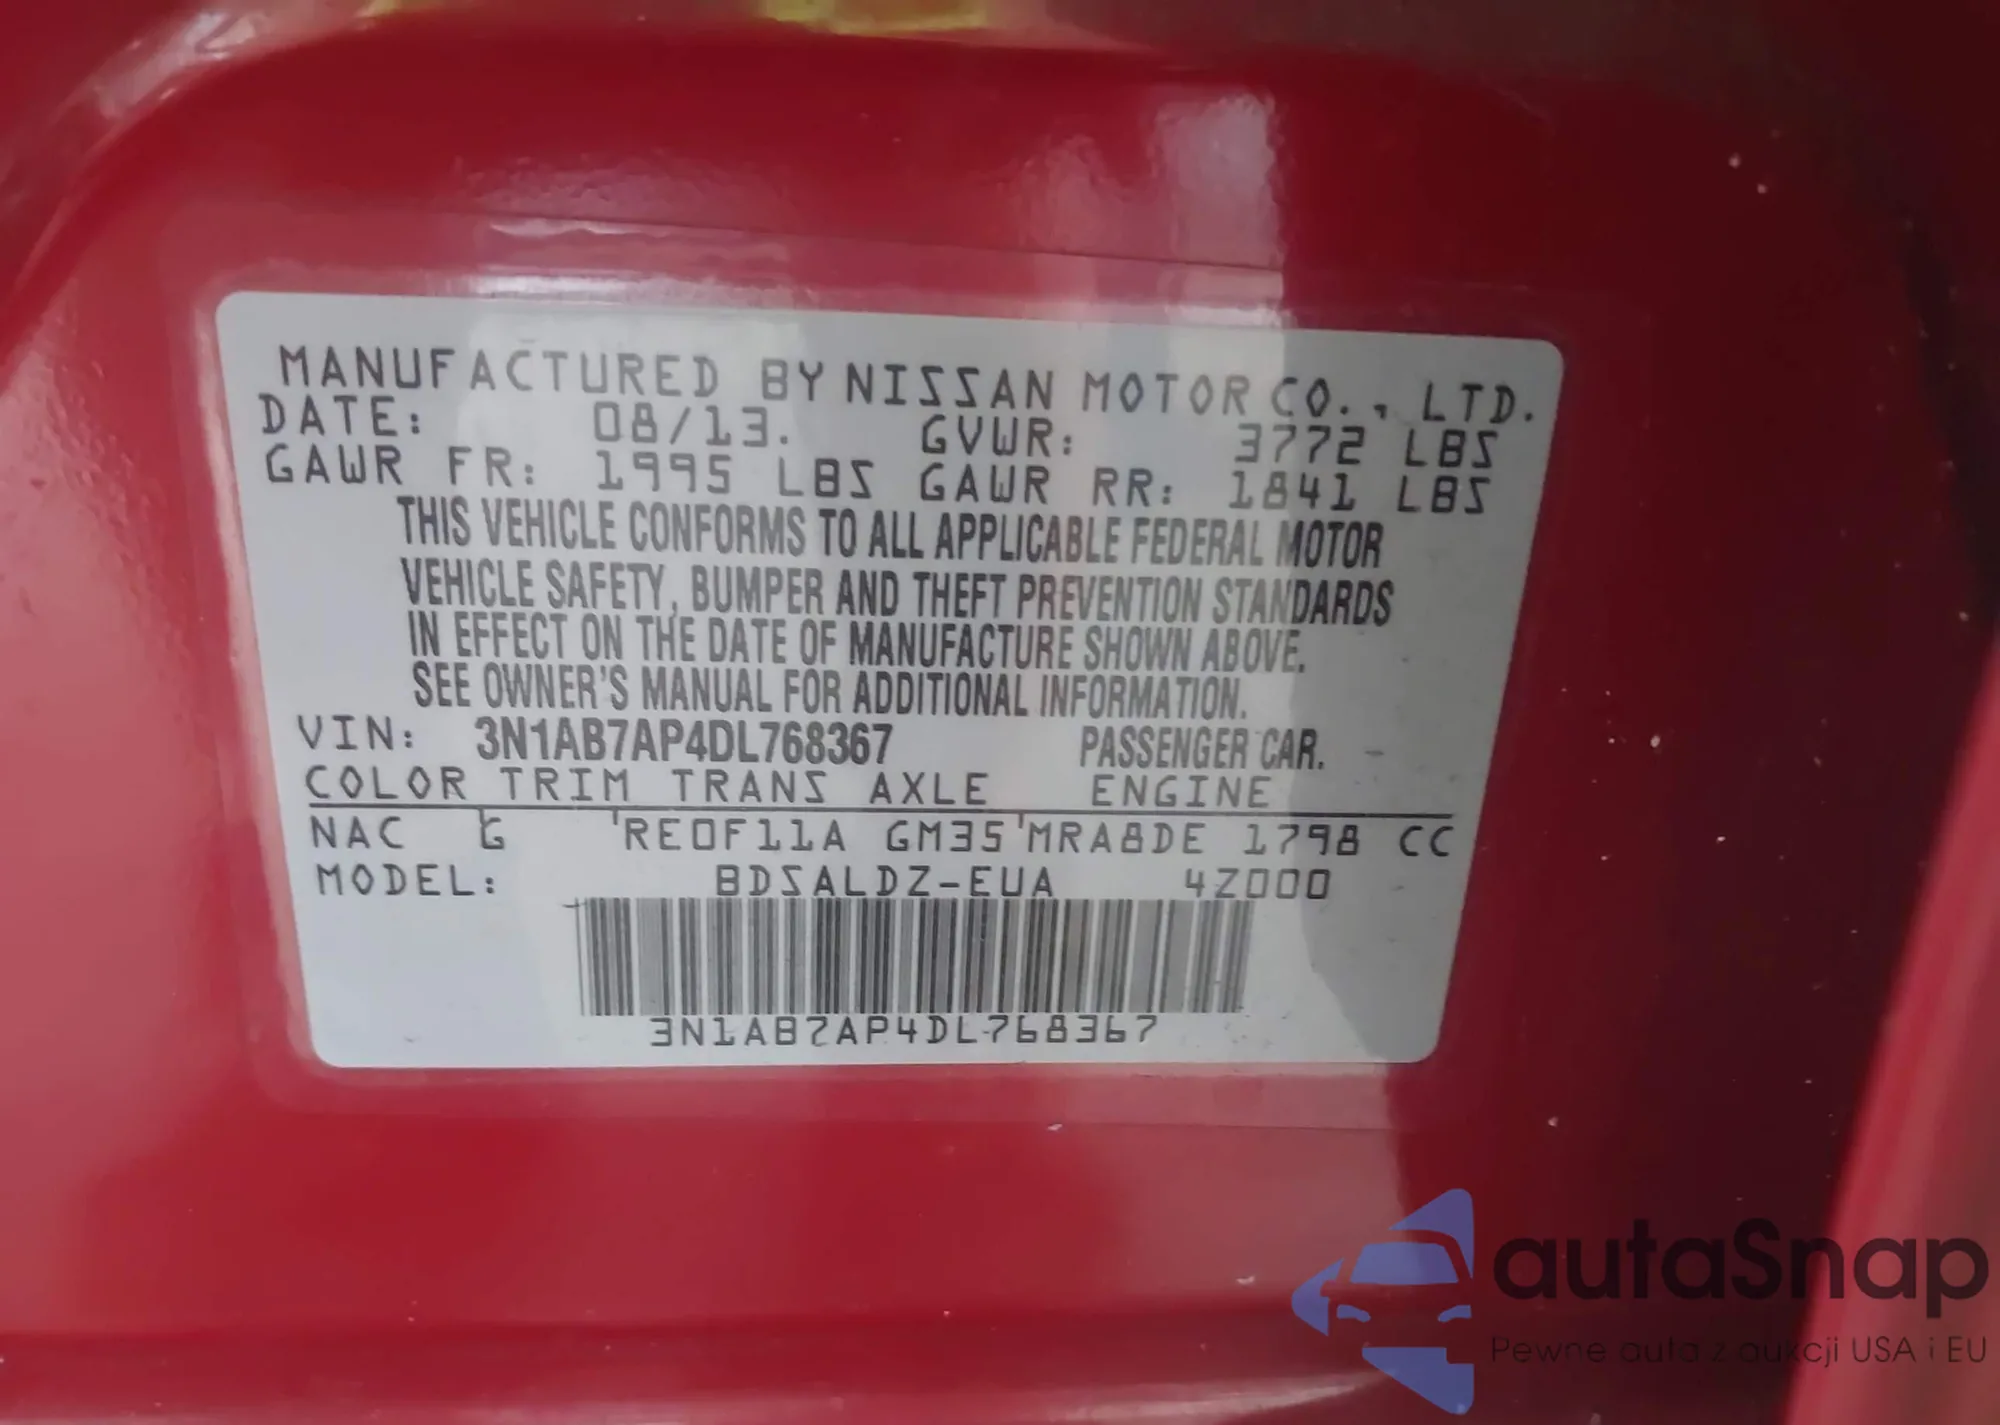 MANUFACTURED BY NISSAN MOTOR CO., LTD.
DATE: 08/13. GVWR: 3772 LBS
GAWR FR: 1995 LBS GAWR RR: 1841 LBS
THIS VEHICLE CONFORMS TO ALL APPLICABLE FEDERAL MOTOR
VEHICLE SAFETY, BUMPER AND THEFT PREVENTION STANDARDS
IN EFFECT ON THE DATE OF MANUFACTURE SHOWN ABOVE.
SEE OWNER'S MANUAL FOR ADDITIONAL INFORMATION.
VIN: 3N1AB7AP4DL768367 PASSENGER CAR.
COLOR TRIM TRANS AXLE ENGINE
NAC G RE0F11A GM35 MRA8DE 1798 CC
MODEL: BDSALDZ-EUA 4Z000
3N1AB7AP4DL768367
autaSnap
Pewne auta z aukcji USA i EU